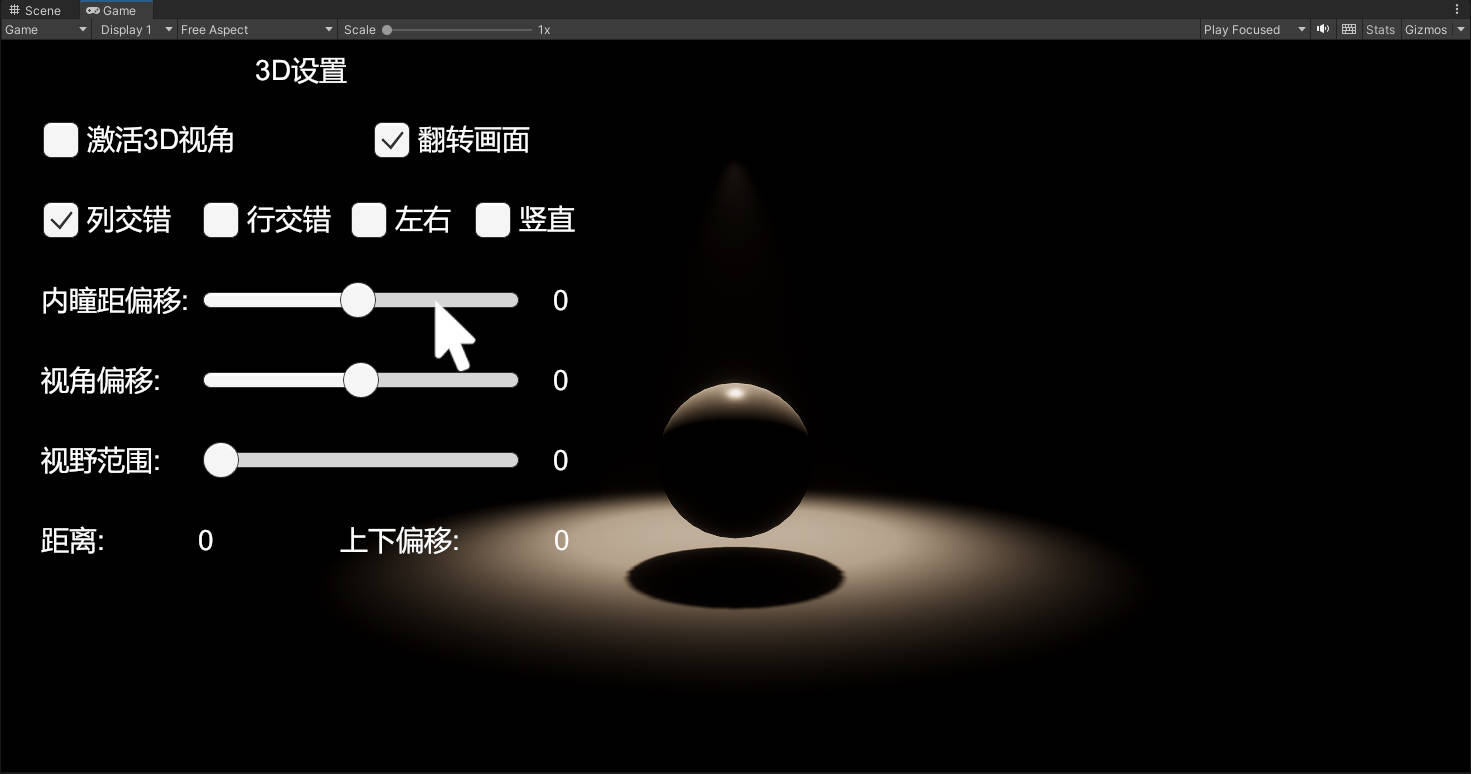 Scene Game
Game Display 1 Free Aspect Scale 1x Play Focused Stats Gizmos
3D设置
激活3D视角 翻转画面
列交错 行交错 左右 竖直
内瞳距偏移: 0
视角偏移: 0
视野范围: 0
距离: 0 上下偏移: 0